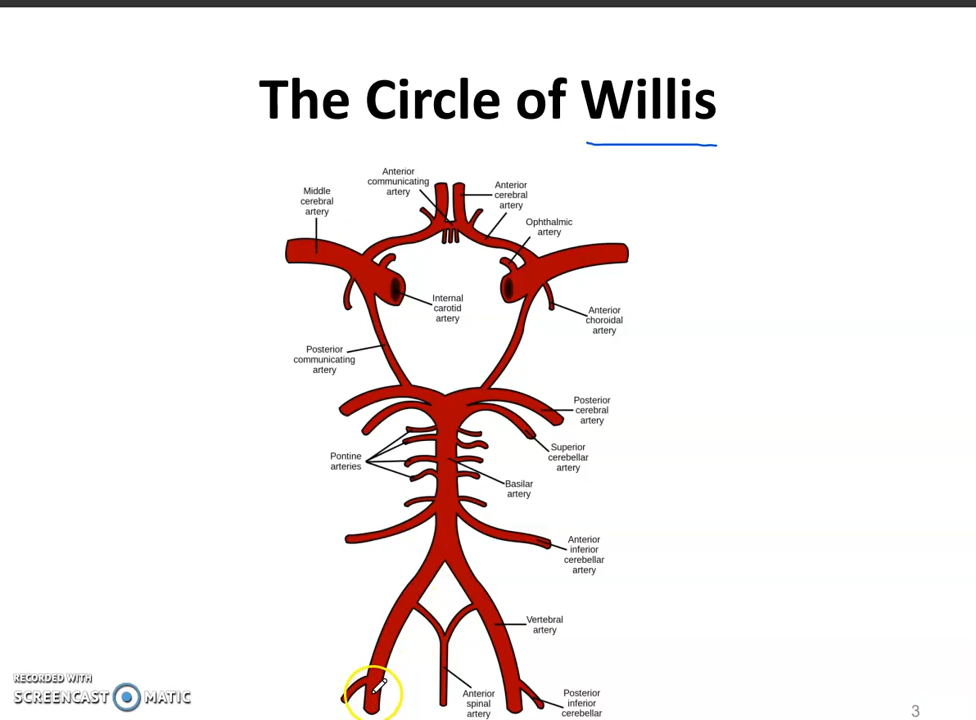 The Circle of Willis
Anterior
communicating
artery
Middle
cerebral
artery
Anterior
cerebral
artery
Ophthalmic
artery
Internal
carotid
artery
Anterior
choroidal
artery
Posterior
communicating
artery
Posterior
cerebral
artery
Superior
cerebellar
artery
Pontine
arteries
Basilar
artery
Anterior
inferior
cerebellar
artery
Vertebral
artery
Anterior
spinal
artery
Posterior
inferior
cerebellar
RECORDED WITH
SCREENCAST MATIC
3